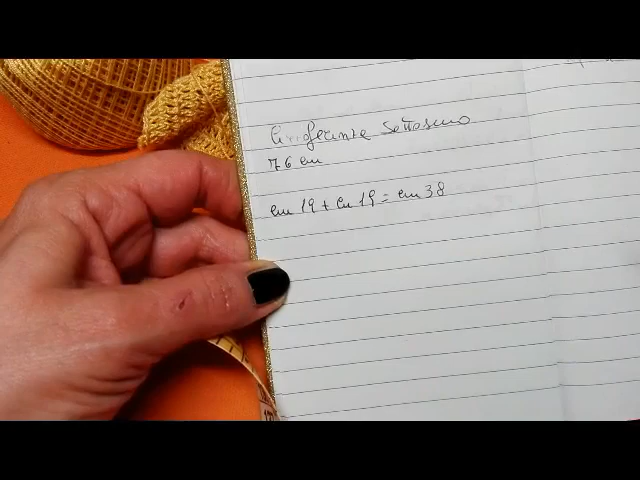 Circonferenza Sottoseno
76 cm
cm 19 + cm 19 = cm 38